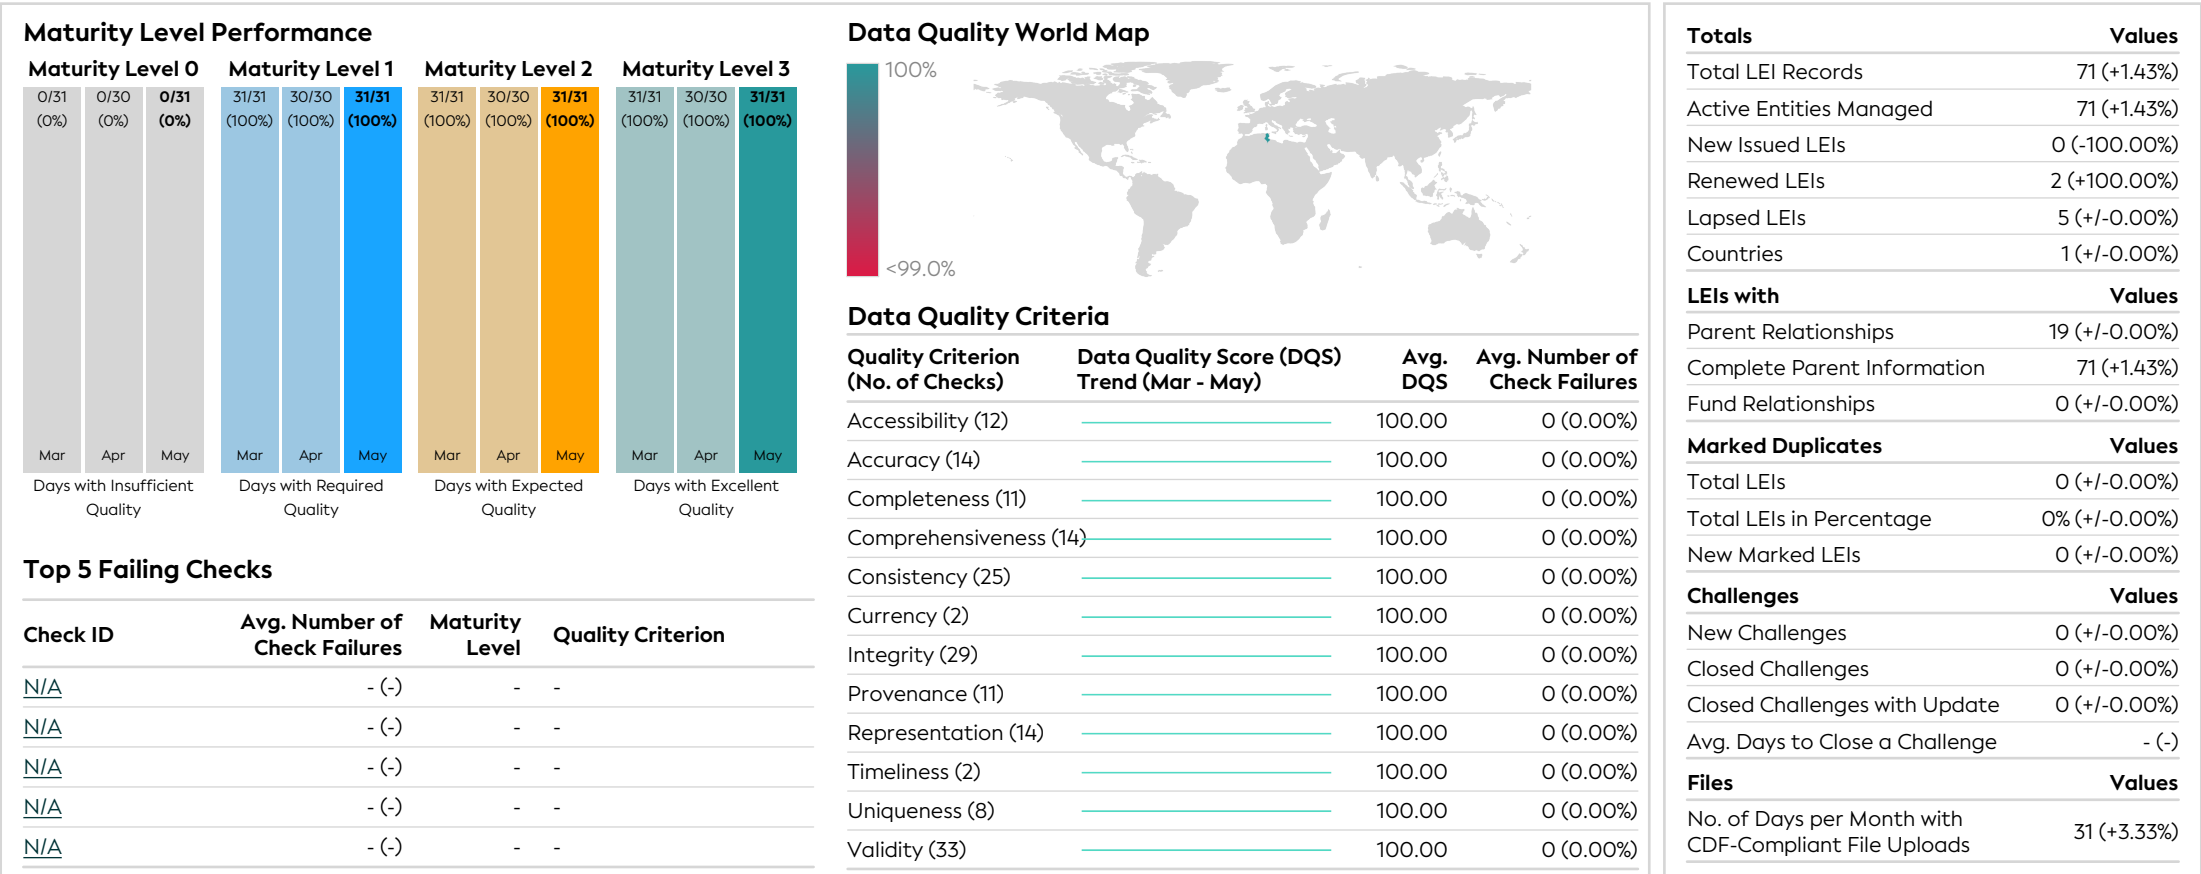 Maturity Level Performance
Maturity Level 0 Maturity Level 1 Maturity Level 2 Maturity Level 3
0/31 0/30 0/31 31/31 30/30 31/31 31/31 30/30 31/31 31/31 30/30 31/31
(0%) (0%) (0%) (100%) (100%) (100%) (100%) (100%) (100%) (100%) (100%) (100%)
Mar Apr May Mar Apr May Mar Apr May Mar Apr May
Days with Insufficient Days with Required Days with Expected Days with Excellent
Quality Quality Quality Quality
Top 5 Failing Checks
Check ID Avg. Number of Check Failures Maturity Level Quality Criterion
N/A - (-) - -
N/A - (-) - -
N/A - (-) - -
N/A - (-) - -
N/A - (-) - -
Data Quality World Map
100%
<99.0%
Data Quality Criteria
Quality Criterion Data Quality Score (DQS) Avg. Avg. Number of
(No. of Checks) Trend (Mar - May) DQS Check Failures
Accessibility (12) 100.00 0 (0.00%)
Accuracy (14) 100.00 0 (0.00%)
Completeness (11) 100.00 0 (0.00%)
Comprehensiveness (14) 100.00 0 (0.00%)
Consistency (25) 100.00 0 (0.00%)
Currency (2) 100.00 0 (0.00%)
Integrity (29) 100.00 0 (0.00%)
Provenance (11) 100.00 0 (0.00%)
Representation (14) 100.00 0 (0.00%)
Timeliness (2) 100.00 0 (0.00%)
Uniqueness (8) 100.00 0 (0.00%)
Validity (33) 100.00 0 (0.00%)
Totals Values
Total LEI Records 71 (+1.43%)
Active Entities Managed 71 (+1.43%)
New Issued LEIs 0 (-100.00%)
Renewed LEIs 2 (+100.00%)
Lapsed LEIs 5 (+/-0.00%)
Countries 1 (+/-0.00%)
LEIs with Values
Parent Relationships 19 (+/-0.00%)
Complete Parent Information 71 (+1.43%)
Fund Relationships 0 (+/-0.00%)
Marked Duplicates Values
Total LEIs 0 (+/-0.00%)
Total LEIs in Percentage 0% (+/-0.00%)
New Marked LEIs 0 (+/-0.00%)
Challenges Values
New Challenges 0 (+/-0.00%)
Closed Challenges 0 (+/-0.00%)
Closed Challenges with Update 0 (+/-0.00%)
Avg. Days to Close a Challenge - (-)
Files Values
No. of Days per Month with
CDF-Compliant File Uploads 31 (+3.33%)